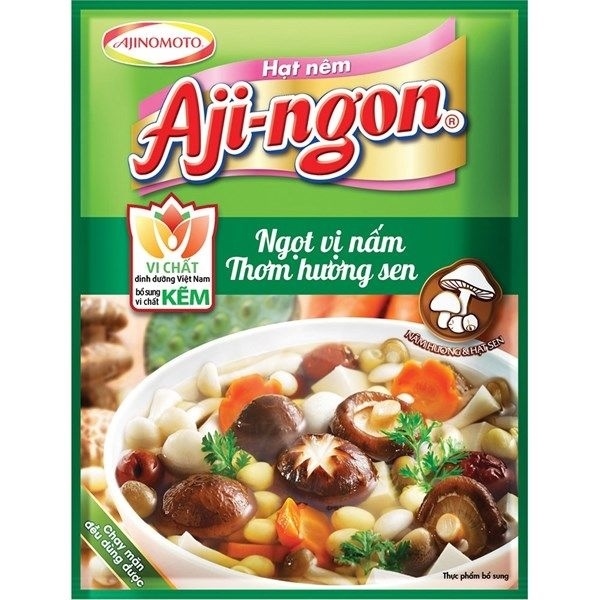 AJINOMOTO
Hạt nêm
Aji-ngon®
VI CHẤT
dinh dưỡng Việt Nam
bổ sung
vi chất KẼM
Ngọt vị nấm
Thơm hương sen
NẤM HƯƠNG & HẠT SEN
Chay mặn
đều dùng được
Thực phẩm bổ sung